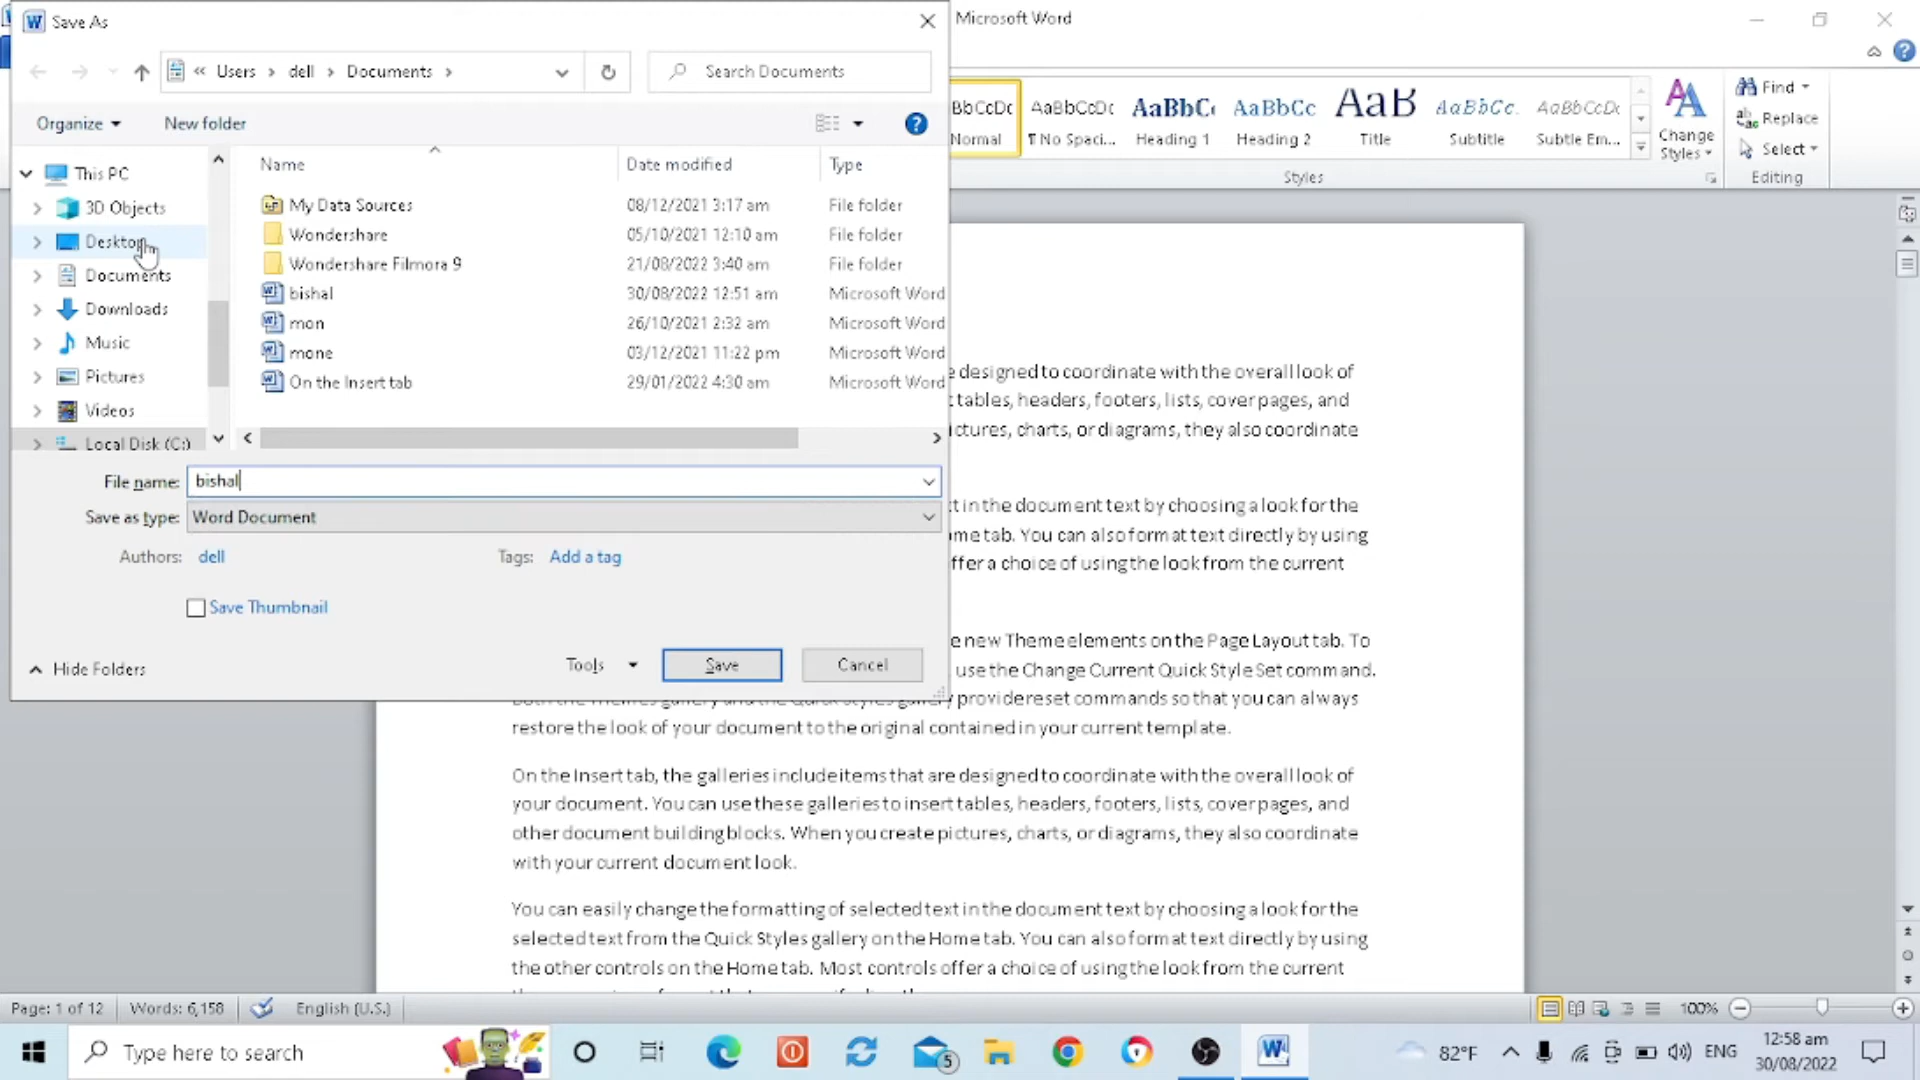 Save As
Microsoft Word
« Users › dell › Documents ›
Search Documents
Organize
New folder
BbCcDc AaBbCcDc AaBbC AaBbCc AaB AaBbCc. AaBbCcDc
Normal ¶ No Spaci... Heading 1 Heading 2 Title Subtitle Subtle Em...
Change
Styles
Find
Replace
Select
Styles
Editing
Name
Date modified
Type
This PC
3D Objects
Desktop
Documents
Downloads
Music
Pictures
Videos
Local Disk (C:)
My Data Sources 08/12/2021 3:17 am File folder
Wondershare 05/10/2021 12:10 am File folder
Wondershare Filmora 9 21/08/2022 3:40 am File folder
bishal 30/08/2022 12:51 am Microsoft Word
mon 26/10/2021 2:32 am Microsoft Word
mone 03/12/2021 11:22 pm Microsoft Word
On the Insert tab 29/01/2022 4:30 am Microsoft Word
File name: bishal
Save as type: Word Document
Authors: dell
Tags: Add a tag
Save Thumbnail
Hide Folders
Tools
Save
Cancel
e designed to coordinate with the overall look of
t tables, headers, footers, lists, cover pages, and
ctures, charts, or diagrams, they also coordinate
t in the document text by choosing a look for the
me tab. You can also format text directly by using
ffer a choice of using the look from the current
e new Theme elements on the Page Layout tab. To
use the Change Current Quick Style Set command.
Both the Themes gallery and the Quick Styles gallery provide reset commands so that you can always
restore the look of your document to the original contained in your current template.
On the Insert tab, the galleries include items that are designed to coordinate with the overall look of
your document. You can use these galleries to insert tables, headers, footers, lists, cover pages, and
other document building blocks. When you create pictures, charts, or diagrams, they also coordinate
with your current document look.
You can easily change the formatting of selected text in the document text by choosing a look for the
selected text from the Quick Styles gallery on the Home tab. You can also format text directly by using
the other controls on the Home tab. Most controls offer a choice of using the look from the current
Page: 1 of 12 Words: 6,158 English (U.S.) 100%
Type here to search
5
82°F
ENG
12:58 am
30/08/2022